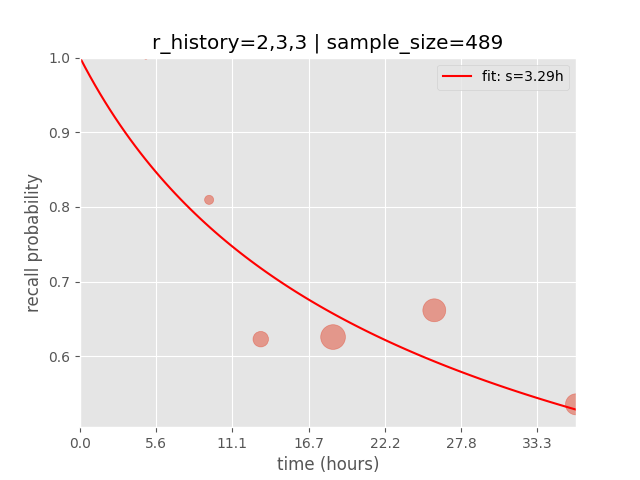 r_history=2,3,3 | sample_size=489
fit: s=3.29h
1.0
0.9
0.8
0.7
0.6
recall probability
0.0 5.6 11.1 16.7 22.2 27.8 33.3
time (hours)